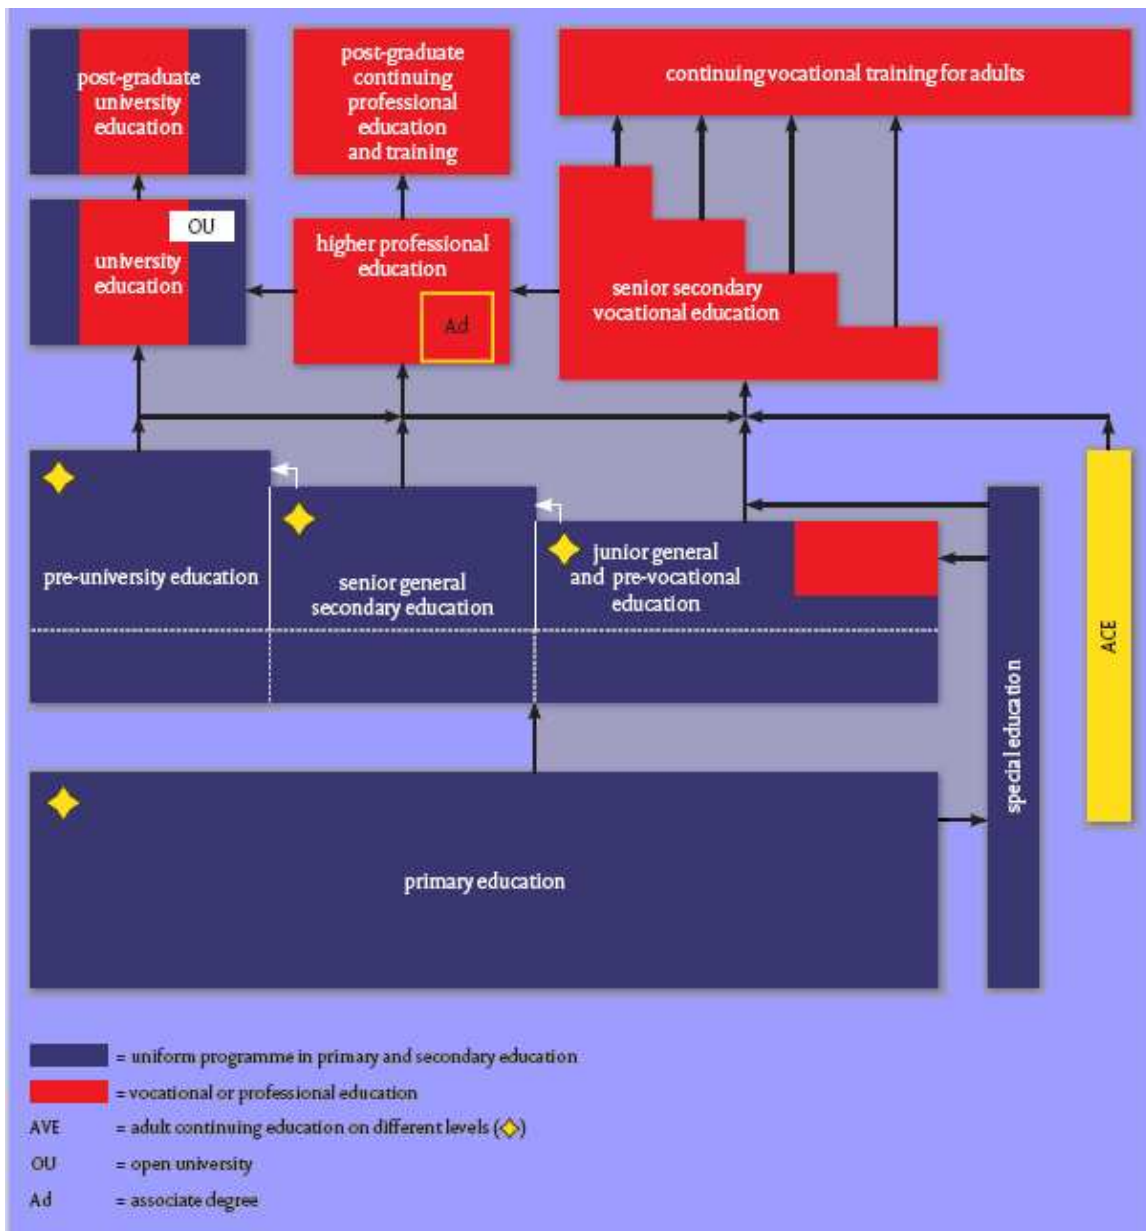 post-graduate
university
education
post-graduate
continuing
professional
education
and training
continuing vocational training for adults
OU
university
education
higher professional
education
Ad
senior secondary
vocational education
pre-university education
senior general
secondary education
junior general
and pre-vocational
education
special education
ACE
primary education
= uniform programme in primary and secondary education
= vocational or professional education
AVE = adult continuing education on different levels ( )
OU = open university
Ad = associate degree